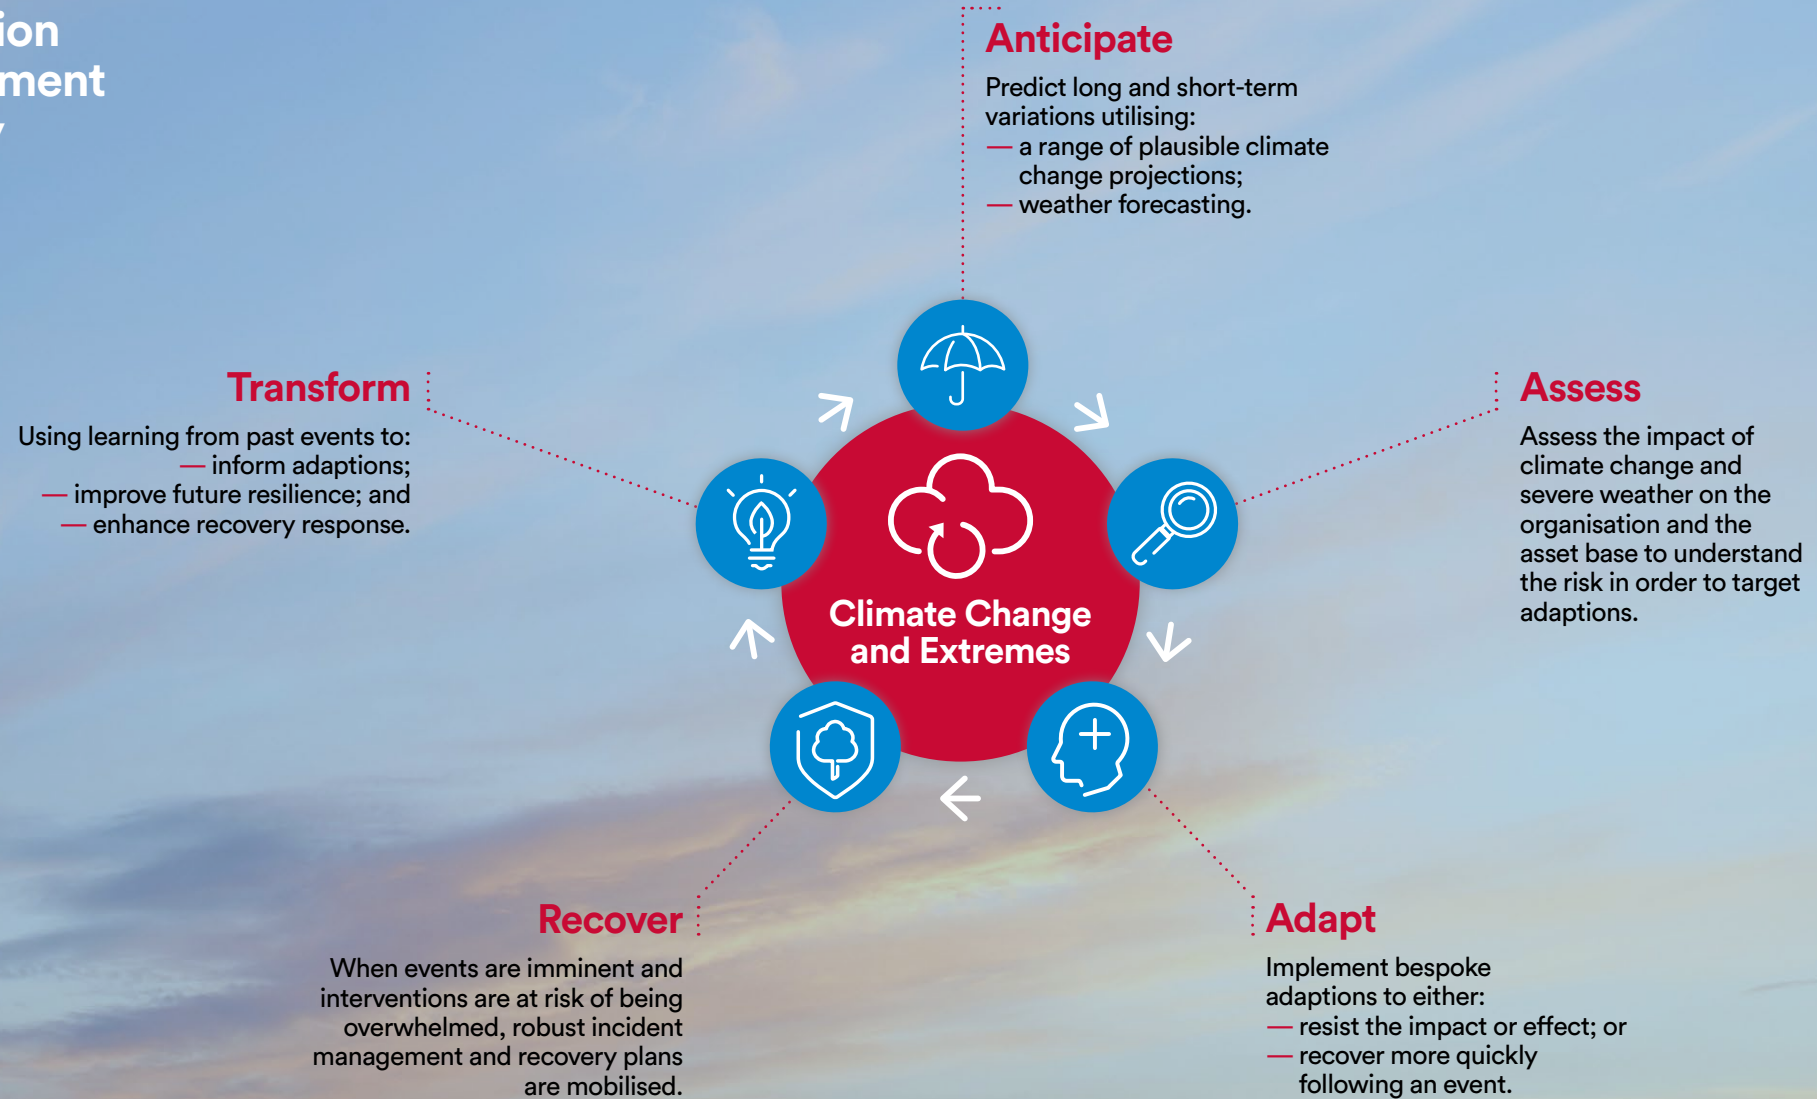 ion
ment
Anticipate
Predict long and short-term
variations utilising:
— a range of plausible climate
change projections;
— weather forecasting.
Transform
Using learning from past events to:
— inform adaptions;
— improve future resilience; and
— enhance recovery response.
Assess
Assess the impact of
climate change and
severe weather on the
organisation and the
asset base to understand
the risk in order to target
adaptions.
Climate Change
and Extremes
Recover
When events are imminent and
interventions are at risk of being
overwhelmed, robust incident
management and recovery plans
are mobilised.
Adapt
Implement bespoke
adaptions to either:
— resist the impact or effect; or
— recover more quickly
following an event.